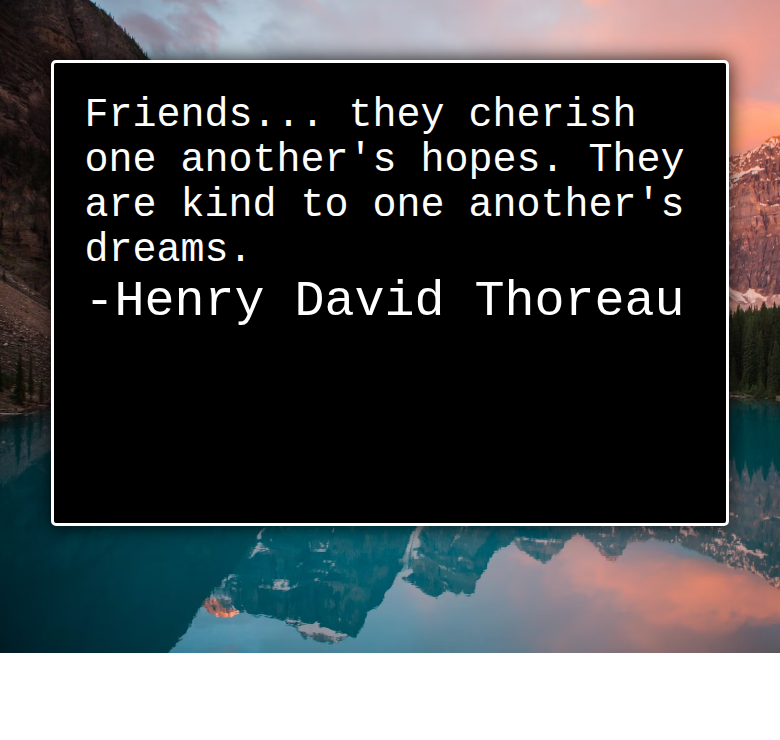 Friends... they cherish
one another's hopes. They
are kind to one another's
dreams.
-Henry David Thoreau